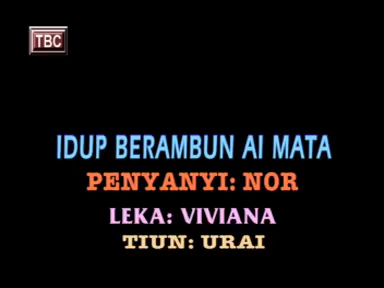 TBC
IDUP BERAMBUN AI MATA
PENYANYI: NOR
LEKA: VIVIANA
TIUN: URAI